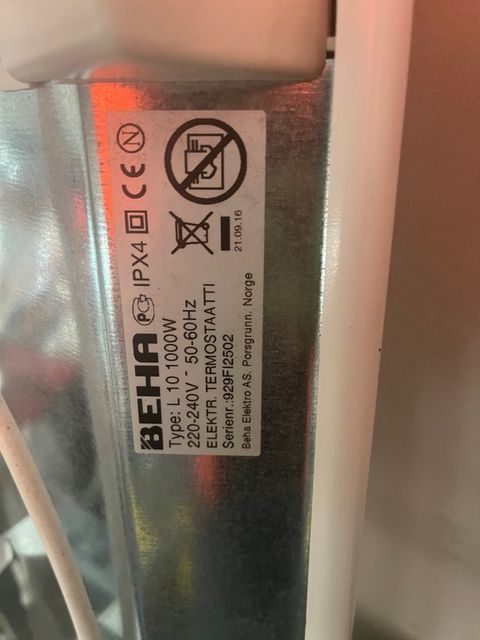 BEHA PG IPX4 CE N
Type: L 10 1000W
220-240V ~ 50-60Hz
ELEKTR. TERMOSTAATTI
Serienr.:929FI2502
Beha Elektro AS. Porsgrunn. Norge
21.09.16